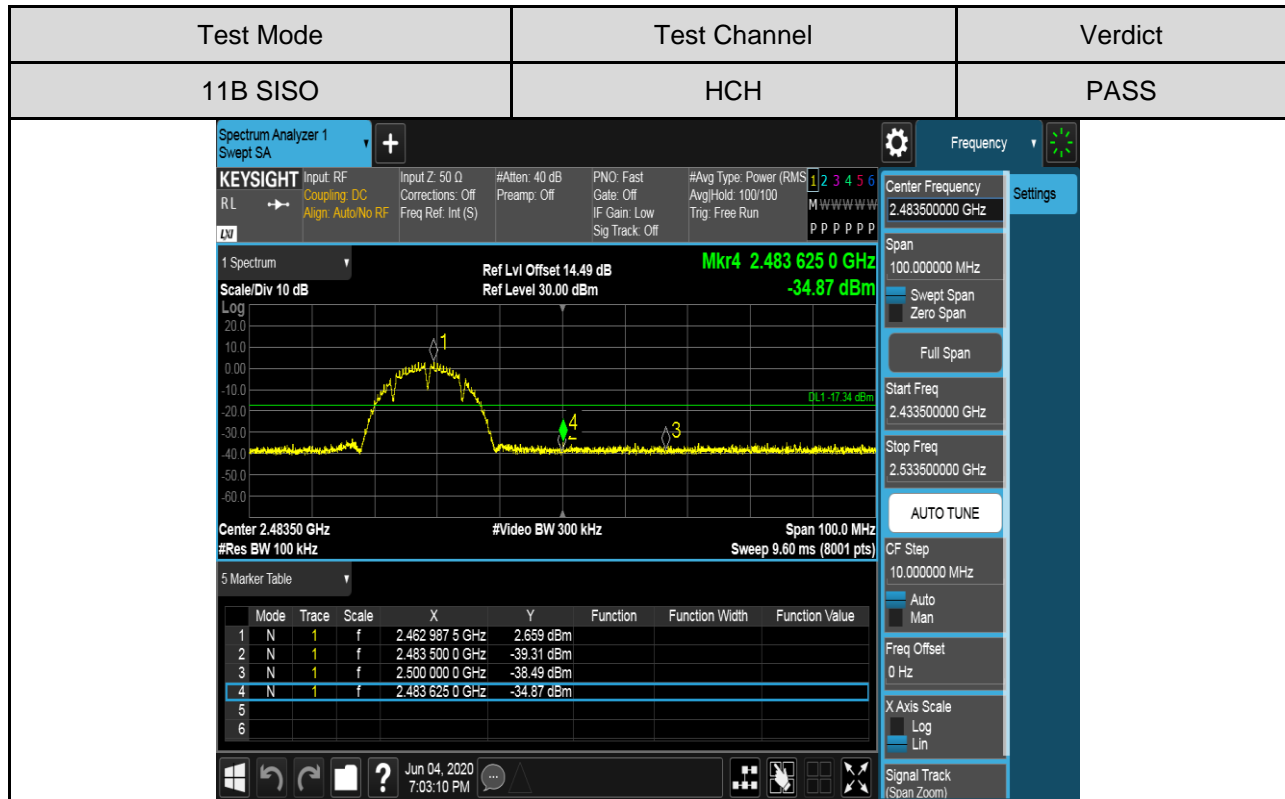 Test Mode Test Channel Verdict
11B SISO HCH PASS
Spectrum Analyzer 1
Swept SA
+
Frequency
KEYSIGHT Input: RF Input Z: 50 Ω #Atten: 40 dB PNO: Fast #Avg Type: Power (RMS 1 2 3 4 5 6
RL Coupling: DC Corrections: Off Preamp: Off Gate: Off Avg|Hold: 100/100 M W W W W W
Align: Auto/No RF Freq Ref: Int (S) IF Gain: Low Trig: Free Run
LXI Sig Track: Off P P P P P P
1 Spectrum
Scale/Div 10 dB
Ref Lvl Offset 14.49 dB
Ref Level 30.00 dBm
Mkr4 2.483 625 0 GHz
-34.87 dBm
Log
20.0
10.0
0.00
-10.0
-20.0
-30.0
-40.0
-50.0
-60.0
1
DL1 -17.34 dBm
4
3
Center 2.48350 GHz #Video BW 300 kHz Span 100.0 MHz
#Res BW 100 kHz Sweep 9.60 ms (8001 pts)
5 Marker Table
Mode Trace Scale X Y Function Function Width Function Value
1 N 1 f 2.462 987 5 GHz 2.659 dBm
2 N 1 f 2.483 500 0 GHz -39.31 dBm
3 N 1 f 2.500 000 0 GHz -38.49 dBm
4 N 1 f 2.483 625 0 GHz -34.87 dBm
5
6
?
Jun 04, 2020
7:03:10 PM
Center Frequency
2.483500000 GHz
Settings
Span
100.000000 MHz
Swept Span
Zero Span
Full Span
Start Freq
2.433500000 GHz
Stop Freq
2.533500000 GHz
AUTO TUNE
CF Step
10.000000 MHz
Auto
Man
Freq Offset
0 Hz
X Axis Scale
Log
Lin
Signal Track
(Span Zoom)